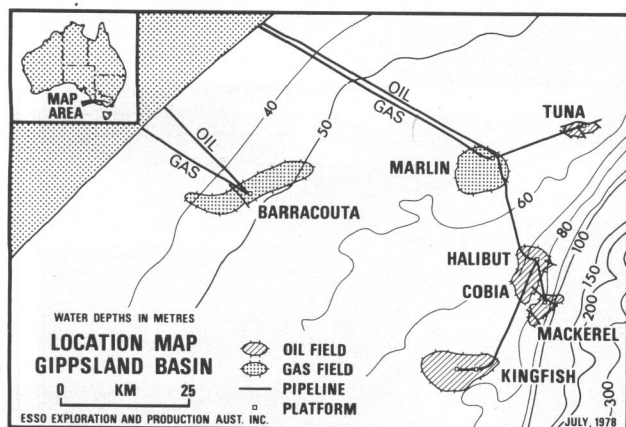 MAP
AREA
40
50
OIL
GAS
OIL
GAS
TUNA
MARLIN
BARRACOUTA
60
80
100
HALIBUT
COBIA
150
200
MACKEREL
300
KINGFISH
WATER DEPTHS IN METRES
LOCATION MAP
GIPPSLAND BASIN
0 KM 25
OIL FIELD
GAS FIELD
PIPELINE
PLATFORM
ESSO EXPLORATION AND PRODUCTION AUST. INC.
JULY, 1978